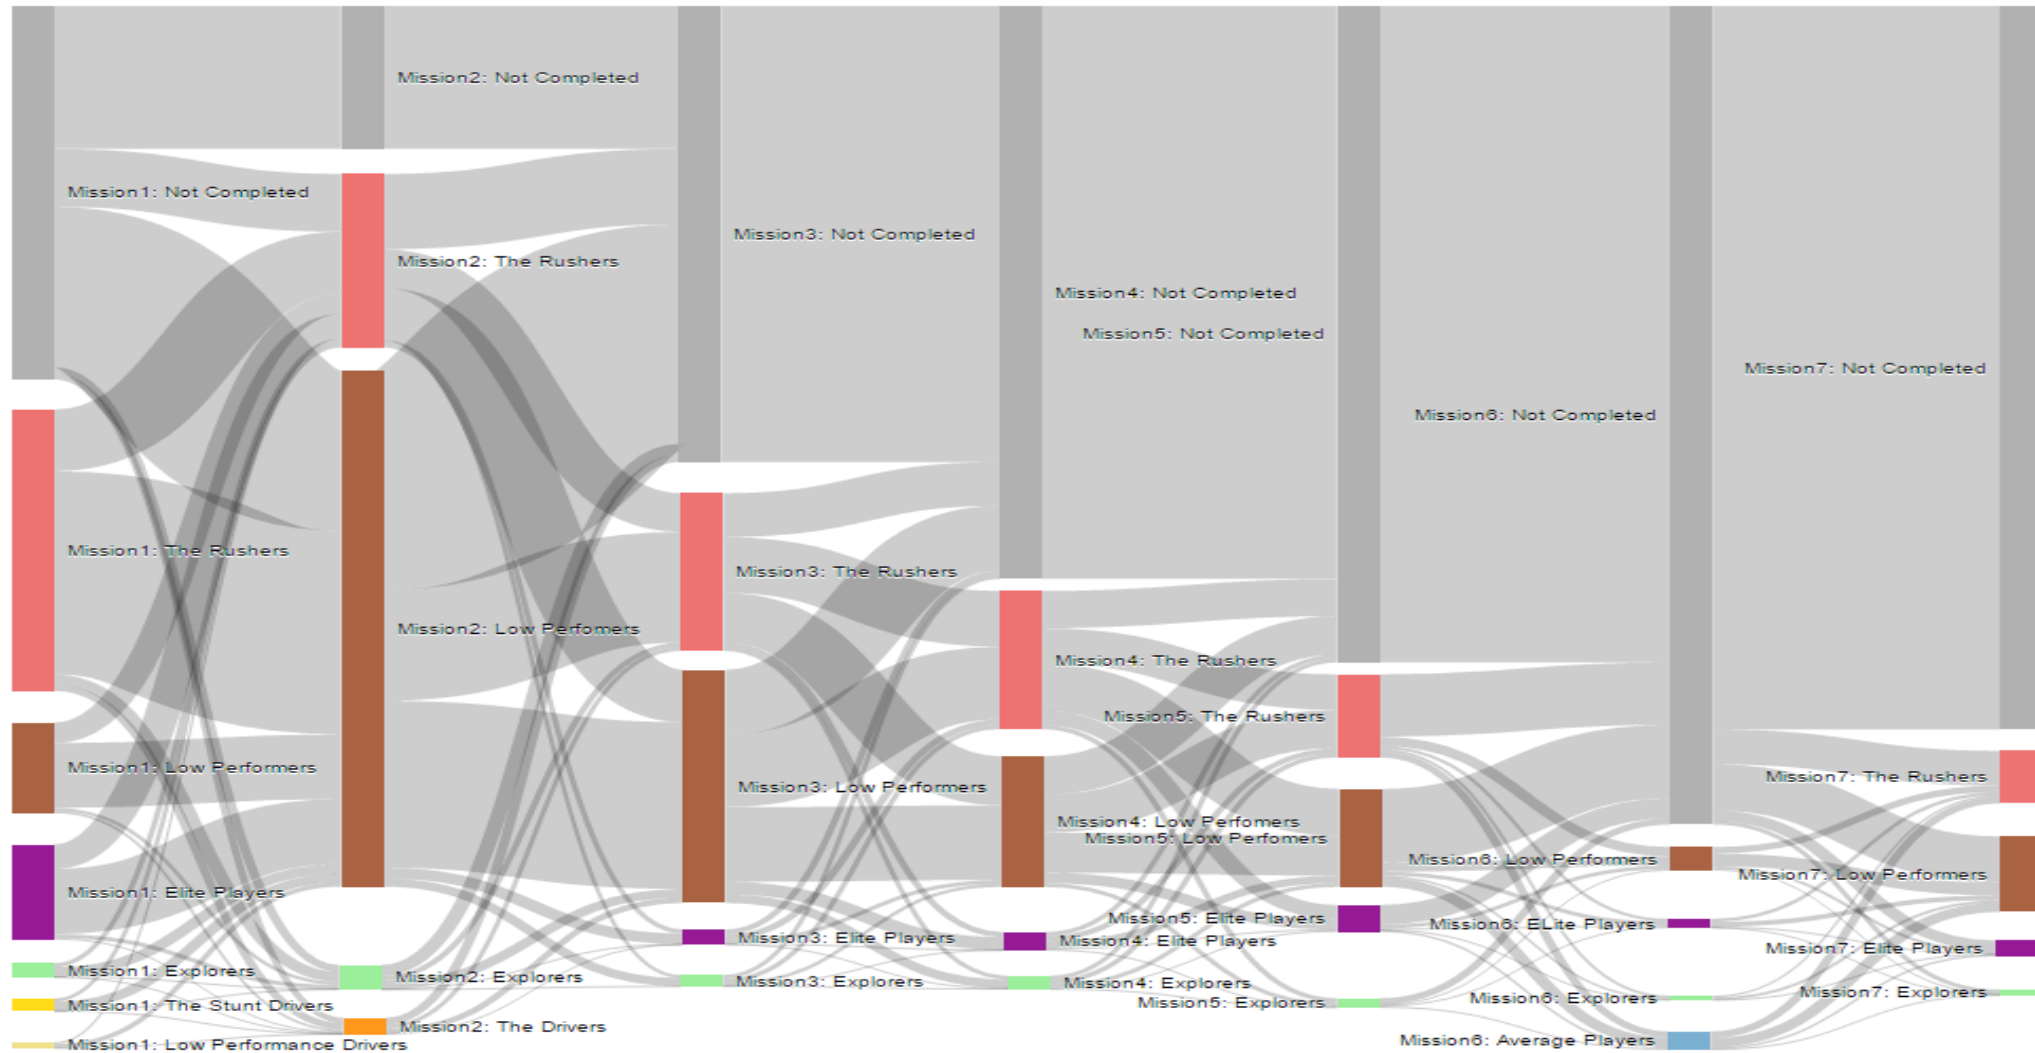 Mission1: Not Completed
Mission1: The Rushers
Mission1: Low Performers
Mission1: Elite Players
Mission1: Explorers
Mission1: The Stunt Drivers
Mission1: Low Performance Drivers
Mission2: Not Completed
Mission2: The Rushers
Mission2: Low Perfomers
Mission2: Explorers
Mission2: The Drivers
Mission3: Not Completed
Mission3: The Rushers
Mission3: Low Performers
Mission3: Elite Players
Mission3: Explorers
Mission4: Not Completed
Mission4: The Rushers
Mission4: Low Perfomers
Mission4: Elite Players
Mission4: Explorers
Mission5: Not Completed
Mission5: The Rushers
Mission5: Low Perfomers
Mission5: Elite Players
Mission5: Explorers
Mission6: Not Completed
Mission6: Low Performers
Mission6: ELite Players
Mission6: Explorers
Mission6: Average Players
Mission7: Not Completed
Mission7: The Rushers
Mission7: Low Performers
Mission7: Elite Players
Mission7: Explorers